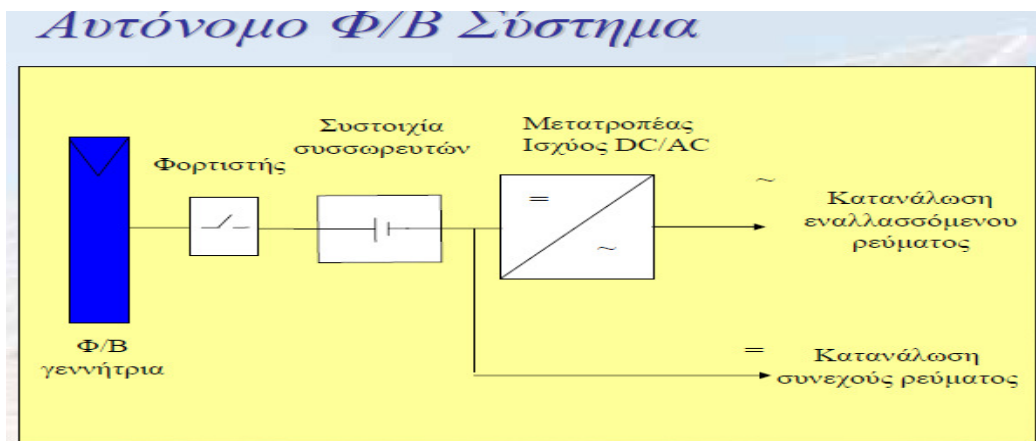 Αυτόνομο Φ/Β Σύστημα
Συστοιχία
συσσωρευτών
Μετατροπέας
Ισχύος DC/AC
Φορτιστής
=
~
~
Κατανάλωση
εναλλασσόμενου
ρεύματος
Φ/Β
γεννήτρια
=
Κατανάλωση
συνεχούς ρεύματος